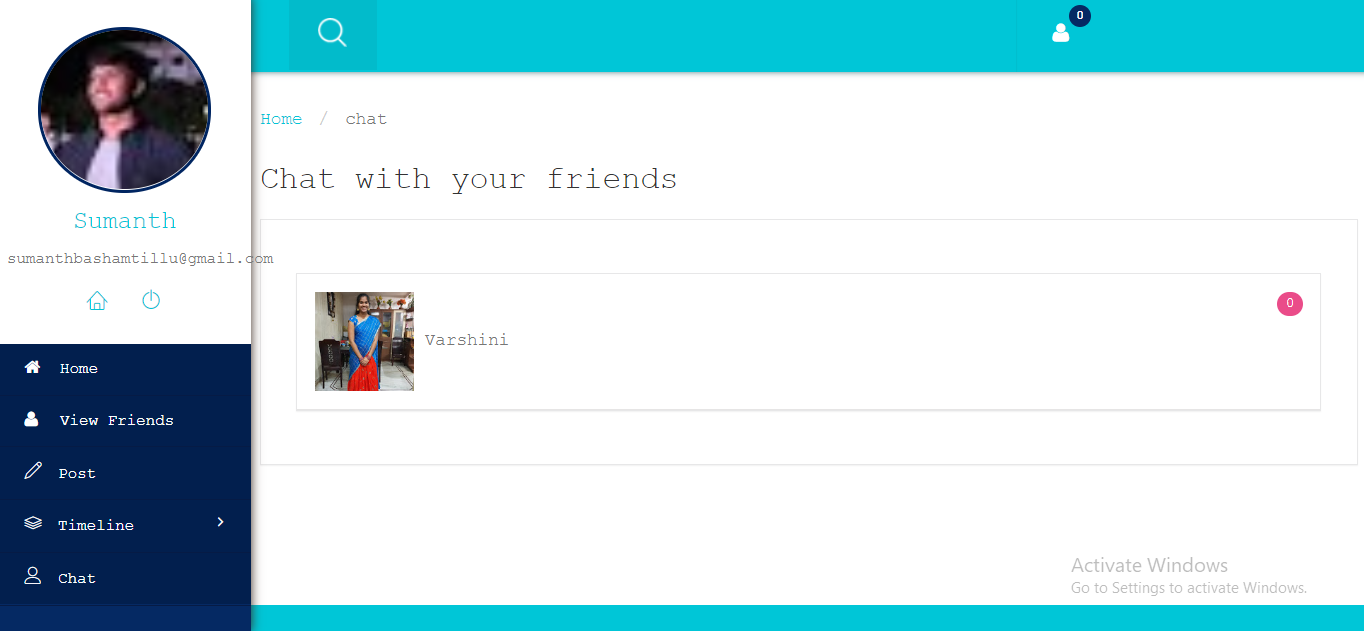 0
Home / chat
Chat with your friends
Sumanth
sumanthbashamtillu@gmail.com
0
Varshini
Home
View Friends
Post
Timeline
Chat
Activate Windows
Go to Settings to activate Windows.